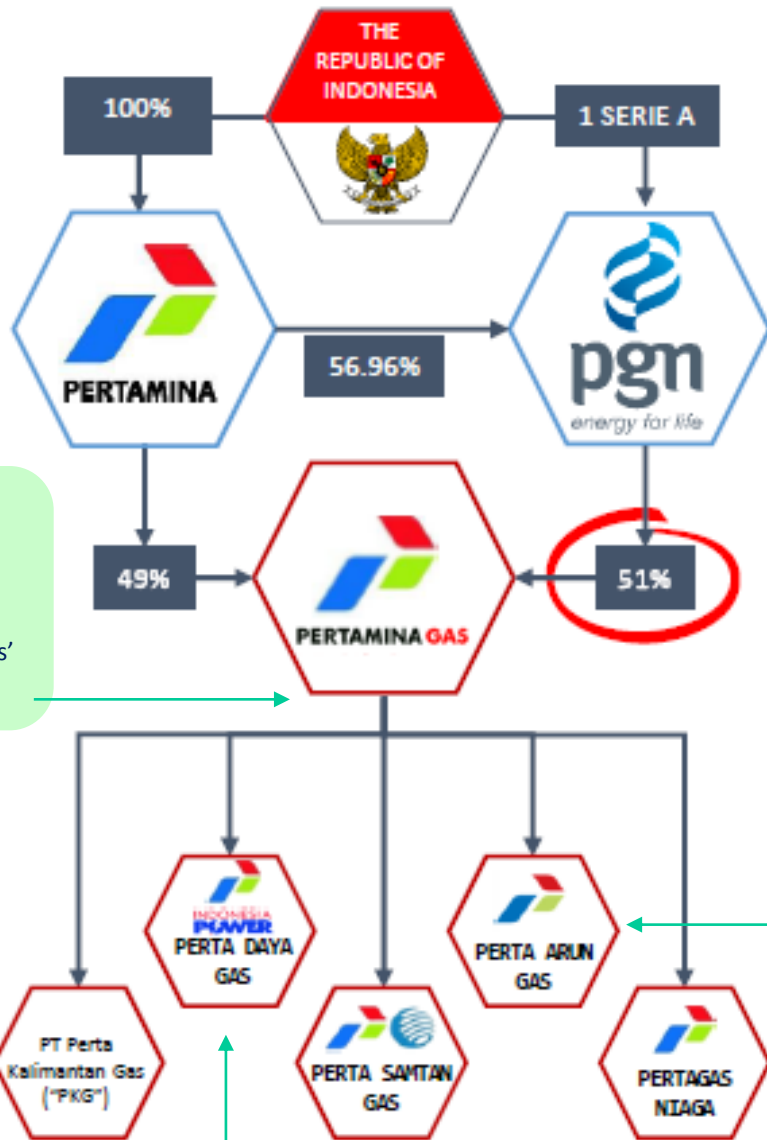 THE
REPUBLIC OF
INDONESIA
100%
1 SERIE A
PERTAMINA
56.96%
pgn
energy for life
49%
PERTAMINA GAS
51%
s’
INDONESIA
POWER
PERTA DAYA
GAS
PERTA ARUN
GAS
PT Perta
Kalimantan Gas
("PKG")
PERTA SAMTAN
GAS
PERTAGAS
NIAGA